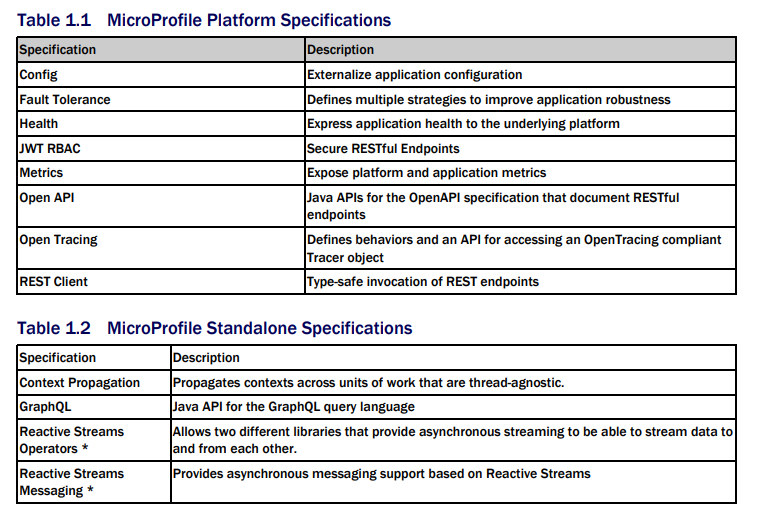 Table 1.1 MicroProfile Platform Specifications
Specification Description
Config Externalize application configuration
Fault Tolerance Defines multiple strategies to improve application robustness
Health Express application health to the underlying platform
JWT RBAC Secure RESTful Endpoints
Metrics Expose platform and application metrics
Open API Java APIs for the OpenAPI specification that document RESTful
endpoints
Open Tracing Defines behaviors and an API for accessing an OpenTracing compliant
Tracer object
REST Client Type-safe invocation of REST endpoints
Table 1.2 MicroProfile Standalone Specifications
Specification Description
Context Propagation Propagates contexts across units of work that are thread-agnostic.
GraphQL Java API for the GraphQL query language
Reactive Streams Allows two different libraries that provide asynchronous streaming to be able to stream data to
Operators * and from each other.
Reactive Streams Provides asynchronous messaging support based on Reactive Streams
Messaging *